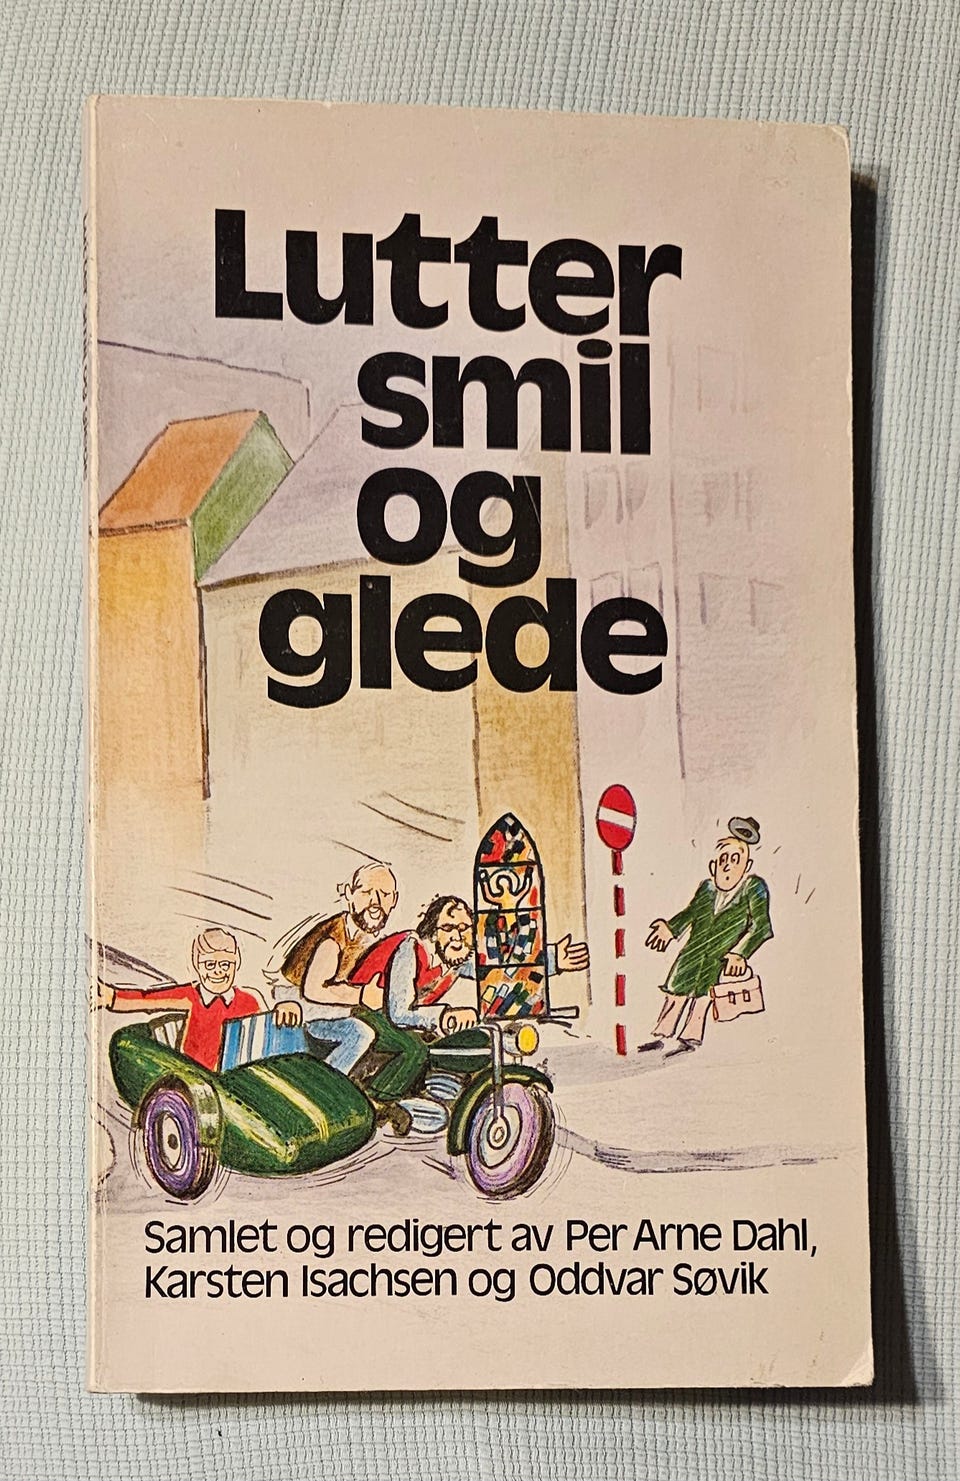 Lutter
smil
og
glede
Samlet og redigert av Per Arne Dahl,
Karsten Isachsen og Oddvar Søvik